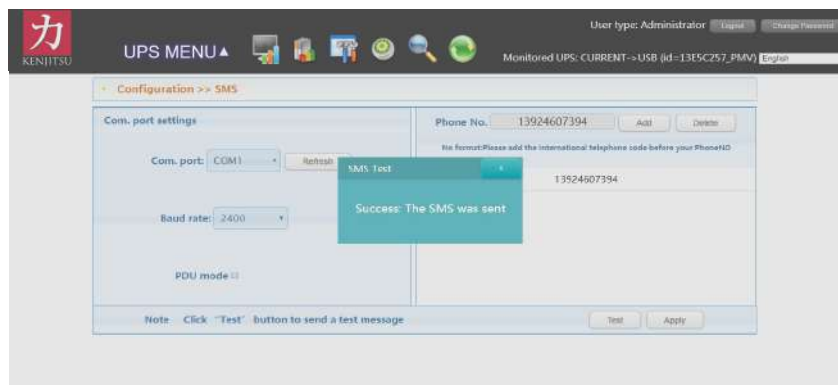 力
KENJITSU
UPS MENU▲
User type: Administrator Logout Change Password
Monitored UPS: CURRENT->USB (id=13E5C257_PMV) English
Configuration >> SMS
Com. port settings
Com. port: COM1 Refresh
Baud rate: 2400
PDU mode
Phone No. 13924607394 Add Delete
No format:Please add the international telephone code before your PhoneNO
13924607394
SMS Test
Success: The SMS was sent
Note Click "Test" button to send a test message
Test Apply